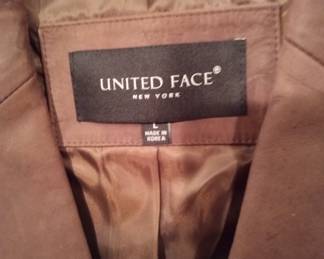 UNITED FACE®
NEW YORK
L
MADE IN
KOREA